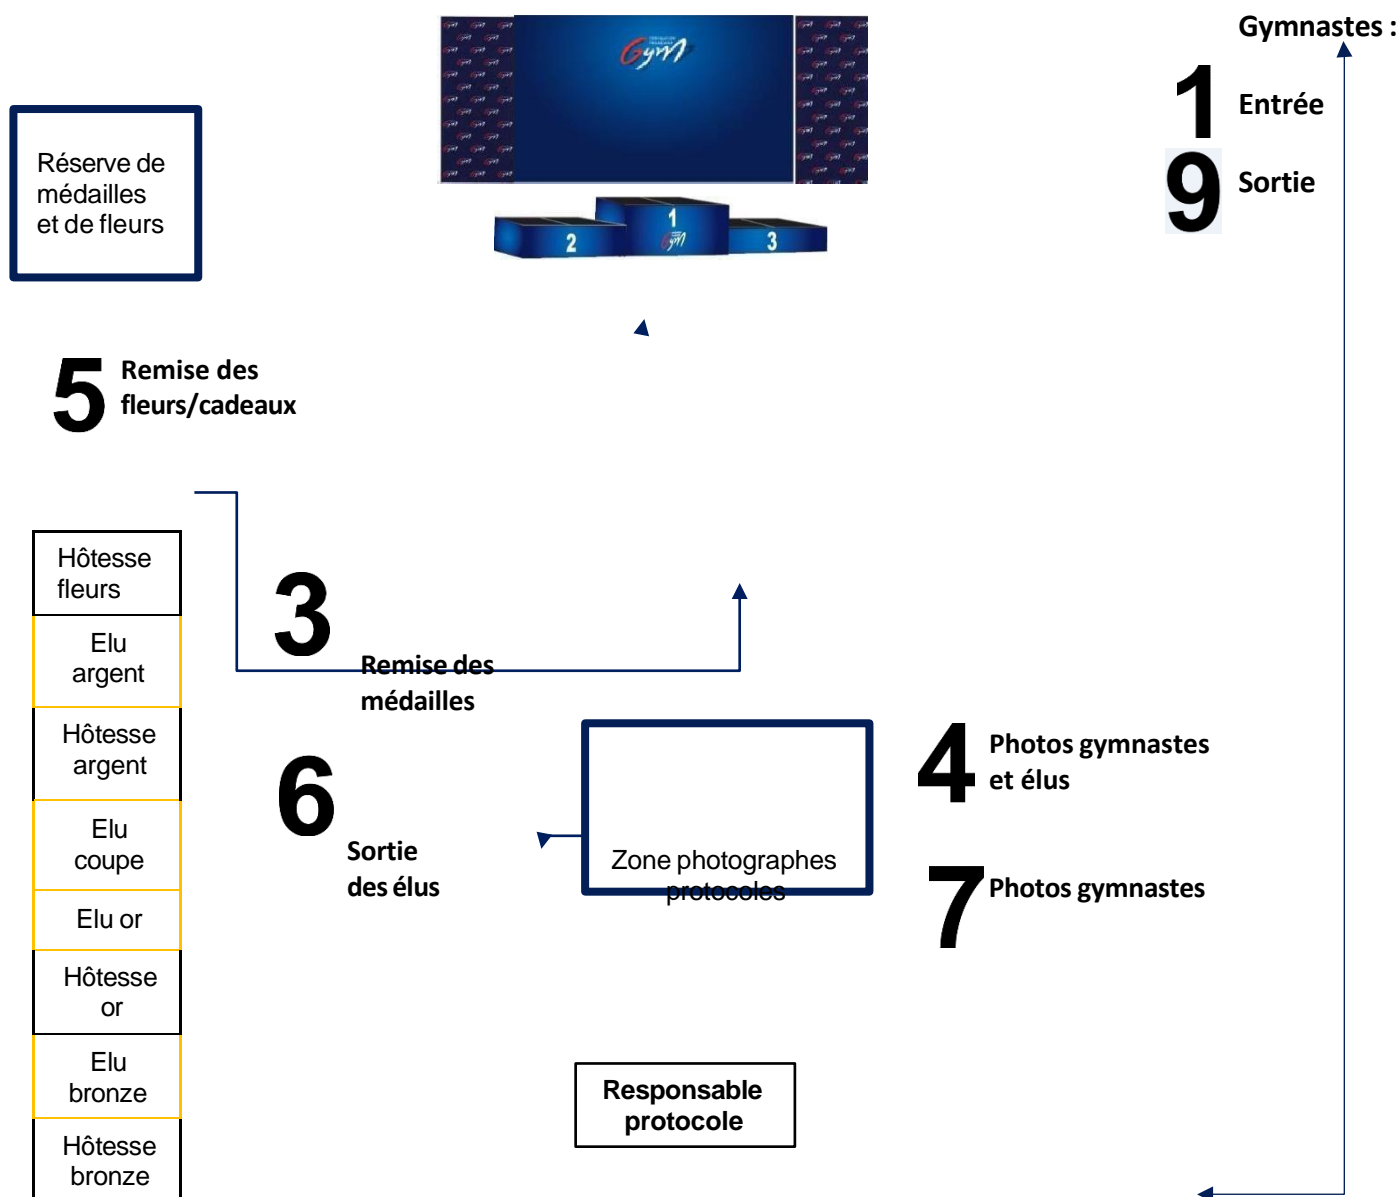 Gym
Gymnastes :
1
Entrée
9
Sortie
Réserve de
médailles
et de fleurs
1
2
Gym
3
5
Remise des
fleurs/cadeaux
Hôtesse
fleurs
Elu
argent
Hôtesse
argent
Elu
coupe
Elu or
Hôtesse
or
Elu
bronze
Hôtesse
bronze
3
Remise des
médailles
6
Sortie
des élus
Zone photographes
protocoles
4
Photos gymnastes
et élus
7
Photos gymnastes
Responsable
protocole